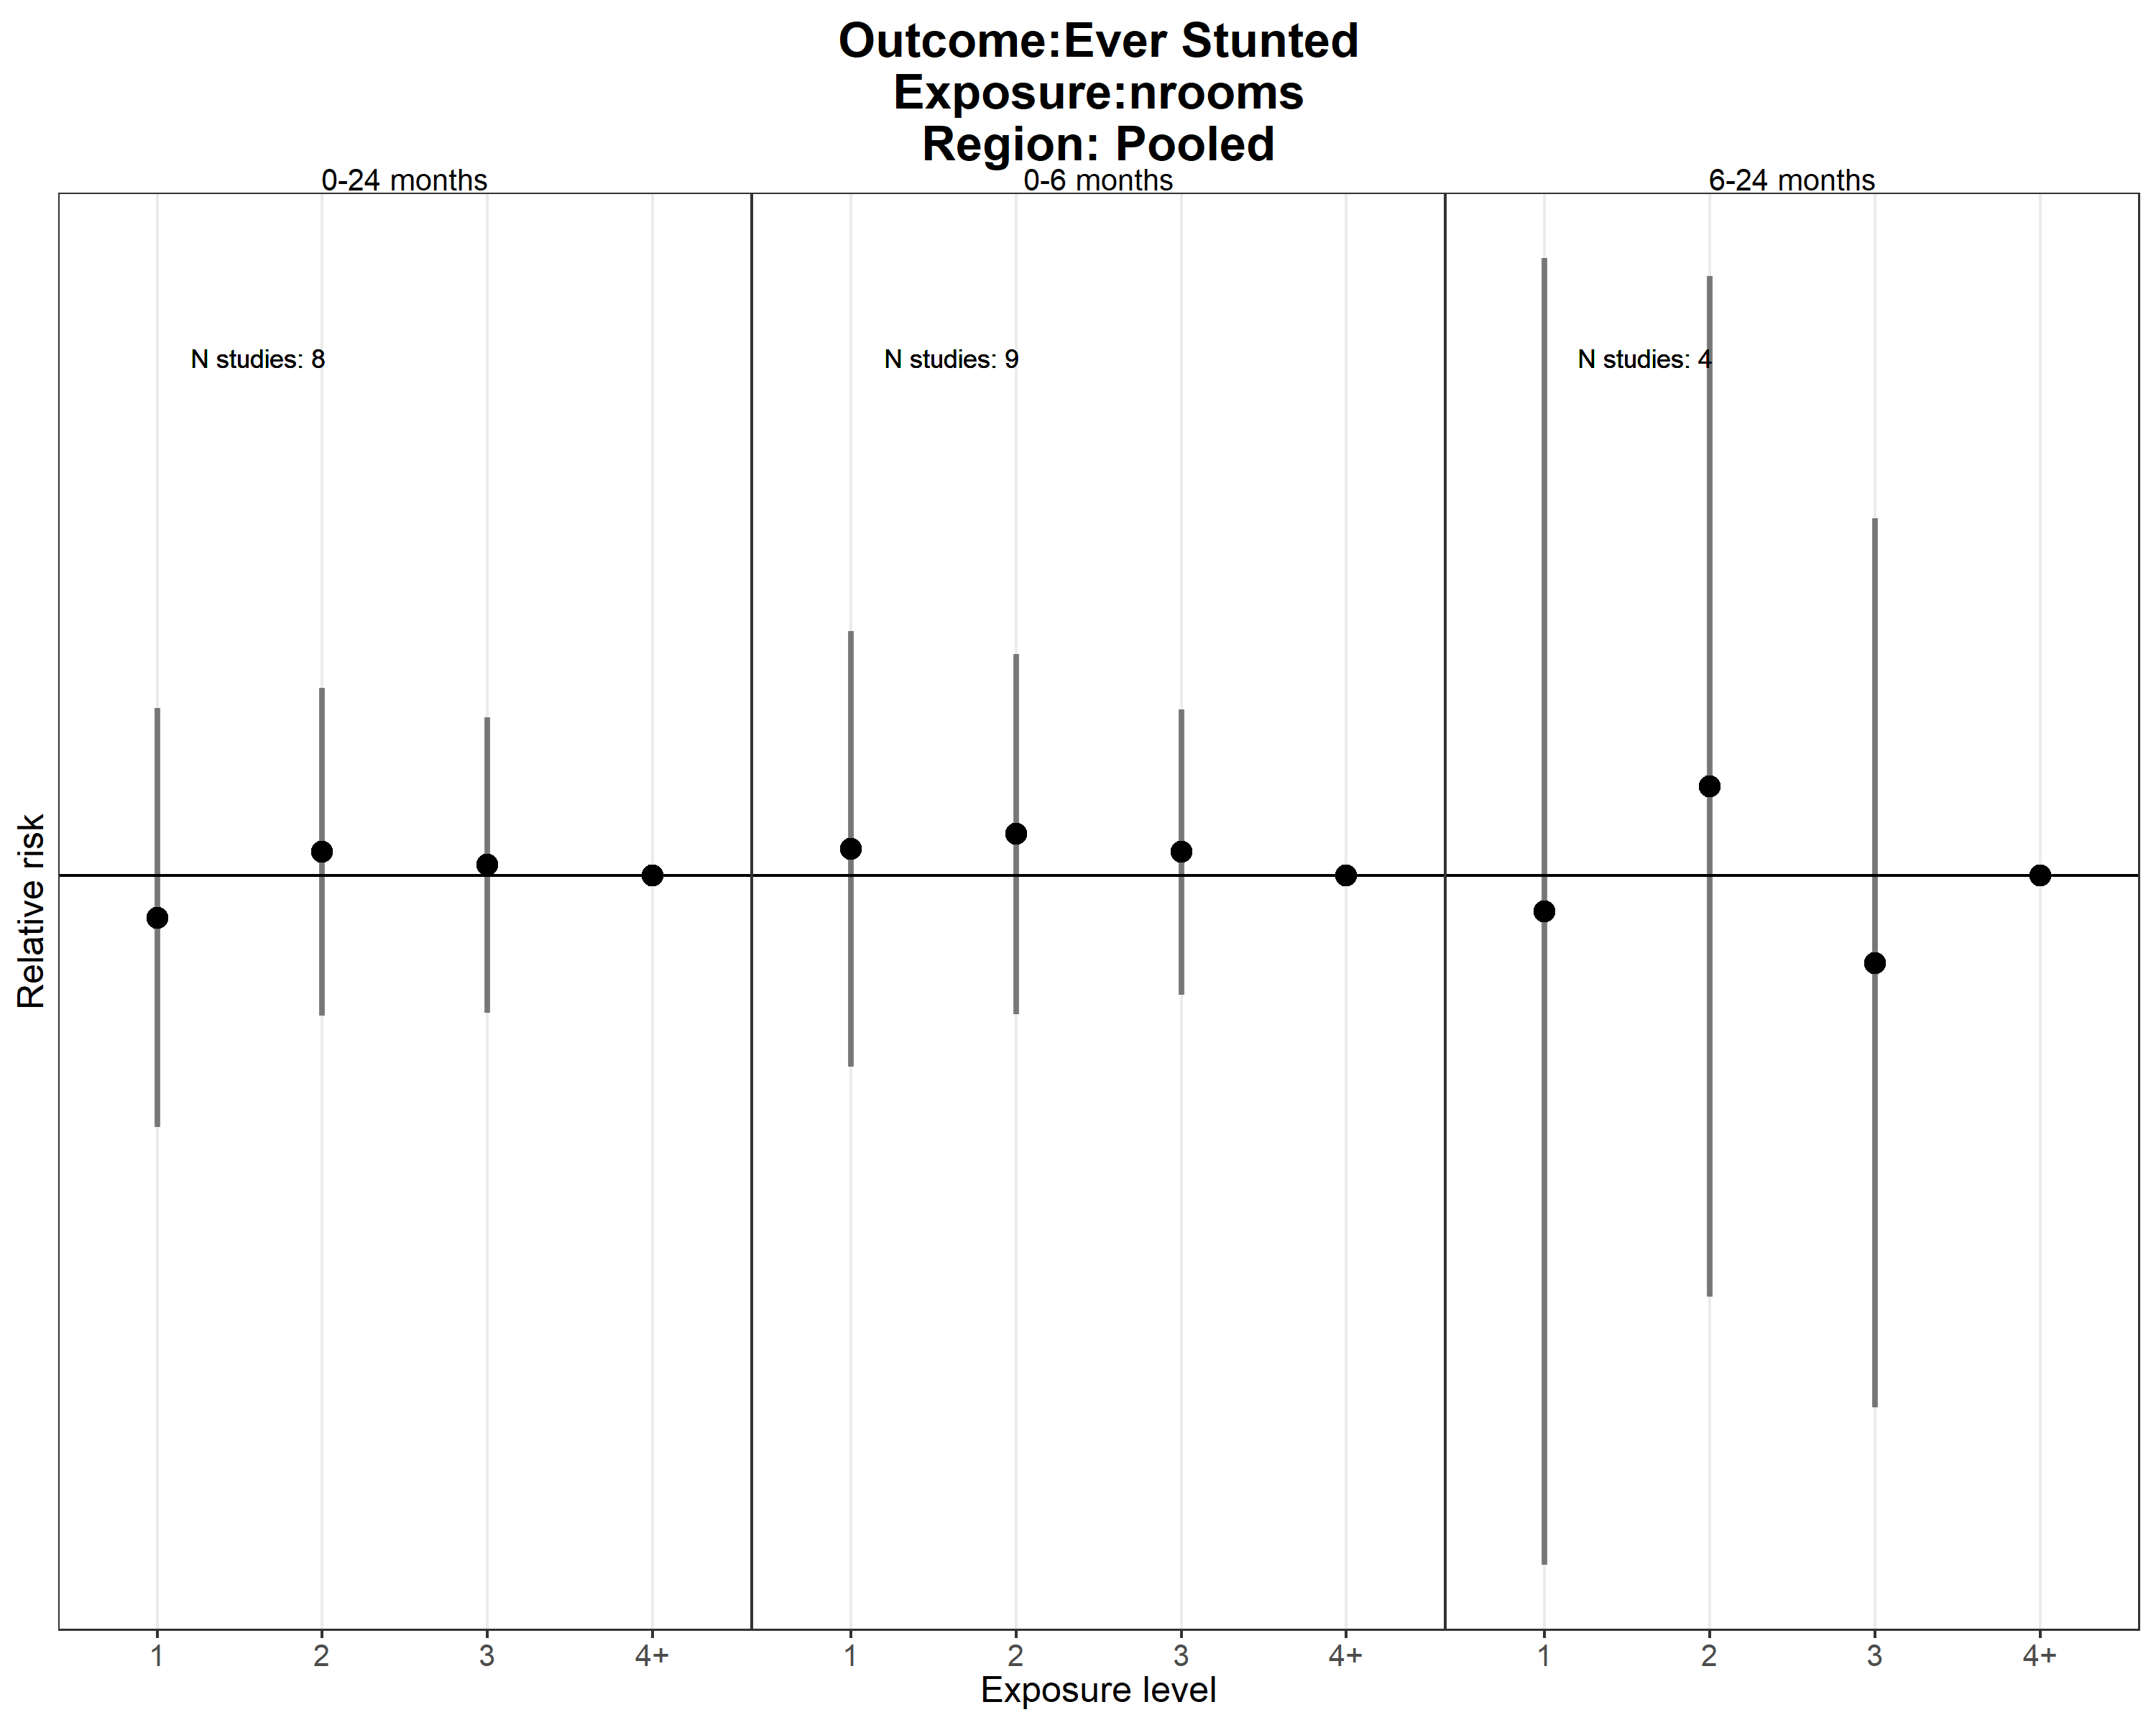 Outcome:Ever Stunted
Exposure:nrooms
Region: Pooled
0-24 months
0-6 months
6-24 months
N studies: 8
N studies: 9
N studies: 4
Relative risk
1
2
3
4+
1
2
3
4+
1
2
3
4+
Exposure level